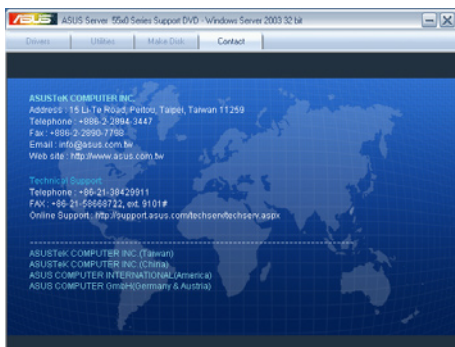 ASUS ASUS Server 55x0 Series Support DVD - Windows Server 2003 32 bit
Drivers Utilities Make Disk Contact
ASUSTeK COMPUTER INC.
Address : 15 Li-Te Road, Peitou, Taipei, Taiwan 11259
Telephone : +886-2-2894-3447
Fax : +886-2-2890-7798
Email : info@asus.com.tw
Web site : http://www.asus.com.tw
Technical Support
Telephone : +86-21-38429911
FAX : +86-21-58668722, ext. 9101#
Online Support : http://support.asus.com/techserv/techserv.aspx
ASUSTeK COMPUTER INC.(Taiwan)
ASUSTeK COMPUTER INC.(China)
ASUS COMPUTER INTERNATIONAL(America)
ASUS COMPUTER GmbH(Germany & Austria)